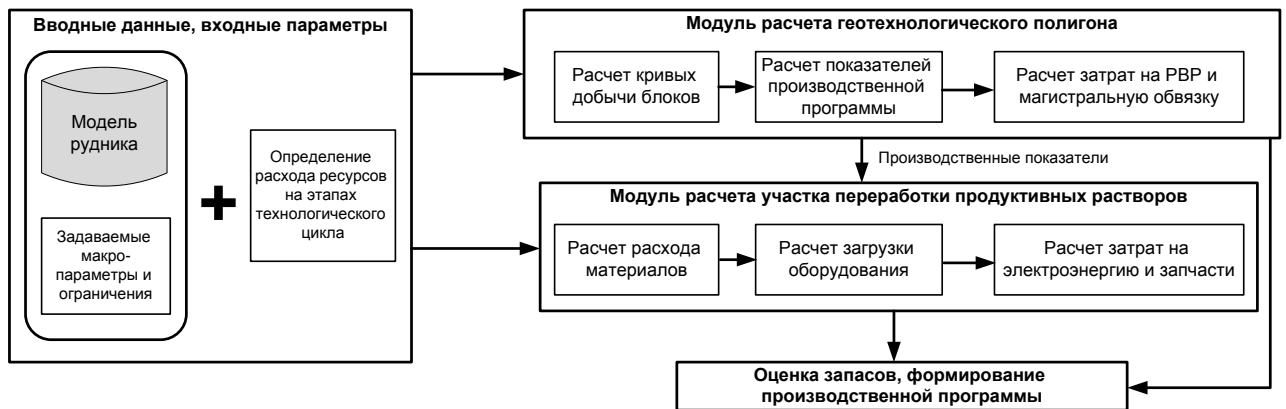 Вводные данные, входные параметры
Модель
рудника
Задаваемые
макро-
параметры и
ограничения
Определение
расхода ресурсов
на этапах
технологического
цикла
Модуль расчета геотехнологического полигона
Расчет кривых
добычи блоков
Расчет показателей
производственной
программы
Расчет затрат на РВР и
магистральную обвязку
Производственные показатели
Модуль расчета участка переработки продуктивных растворов
Расчет расхода
материалов
Расчет загрузки
оборудования
Расчет затрат на
электроэнергию и запчасти
Оценка запасов, формирование
производственной программы